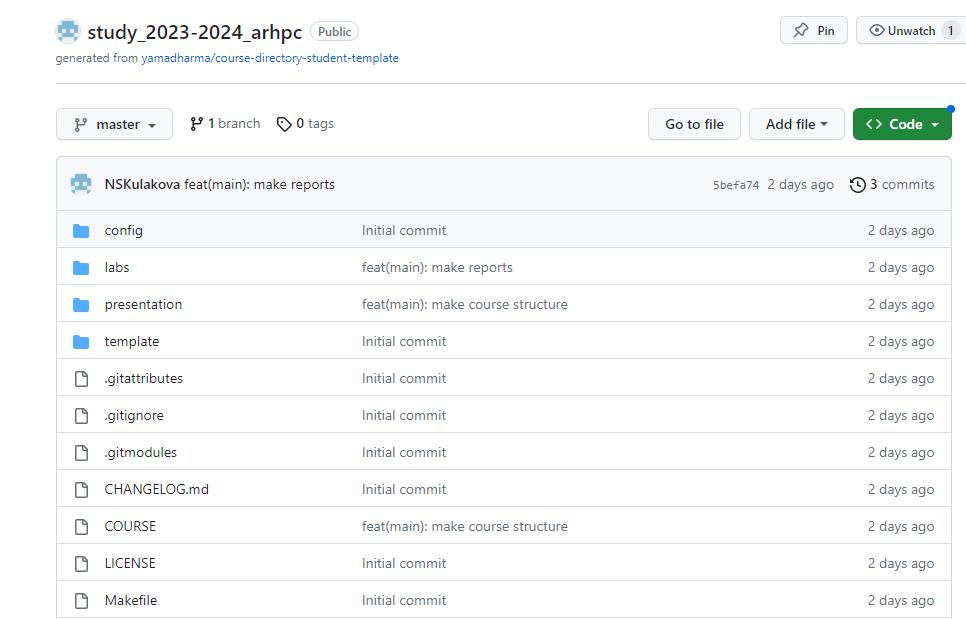 study_2023-2024_arhpc Public Pin Unwatch 1
generated from yamadharma/course-directory-student-template
master 1 branch 0 tags Go to file Add file Code
NSKulakova feat(main): make reports 5befa74 2 days ago 3 commits
config Initial commit 2 days ago
labs feat(main): make reports 2 days ago
presentation feat(main): make course structure 2 days ago
template Initial commit 2 days ago
.gitattributes Initial commit 2 days ago
.gitignore Initial commit 2 days ago
.gitmodules Initial commit 2 days ago
CHANGELOG.md Initial commit 2 days ago
COURSE feat(main): make course structure 2 days ago
LICENSE Initial commit 2 days ago
Makefile Initial commit 2 days ago